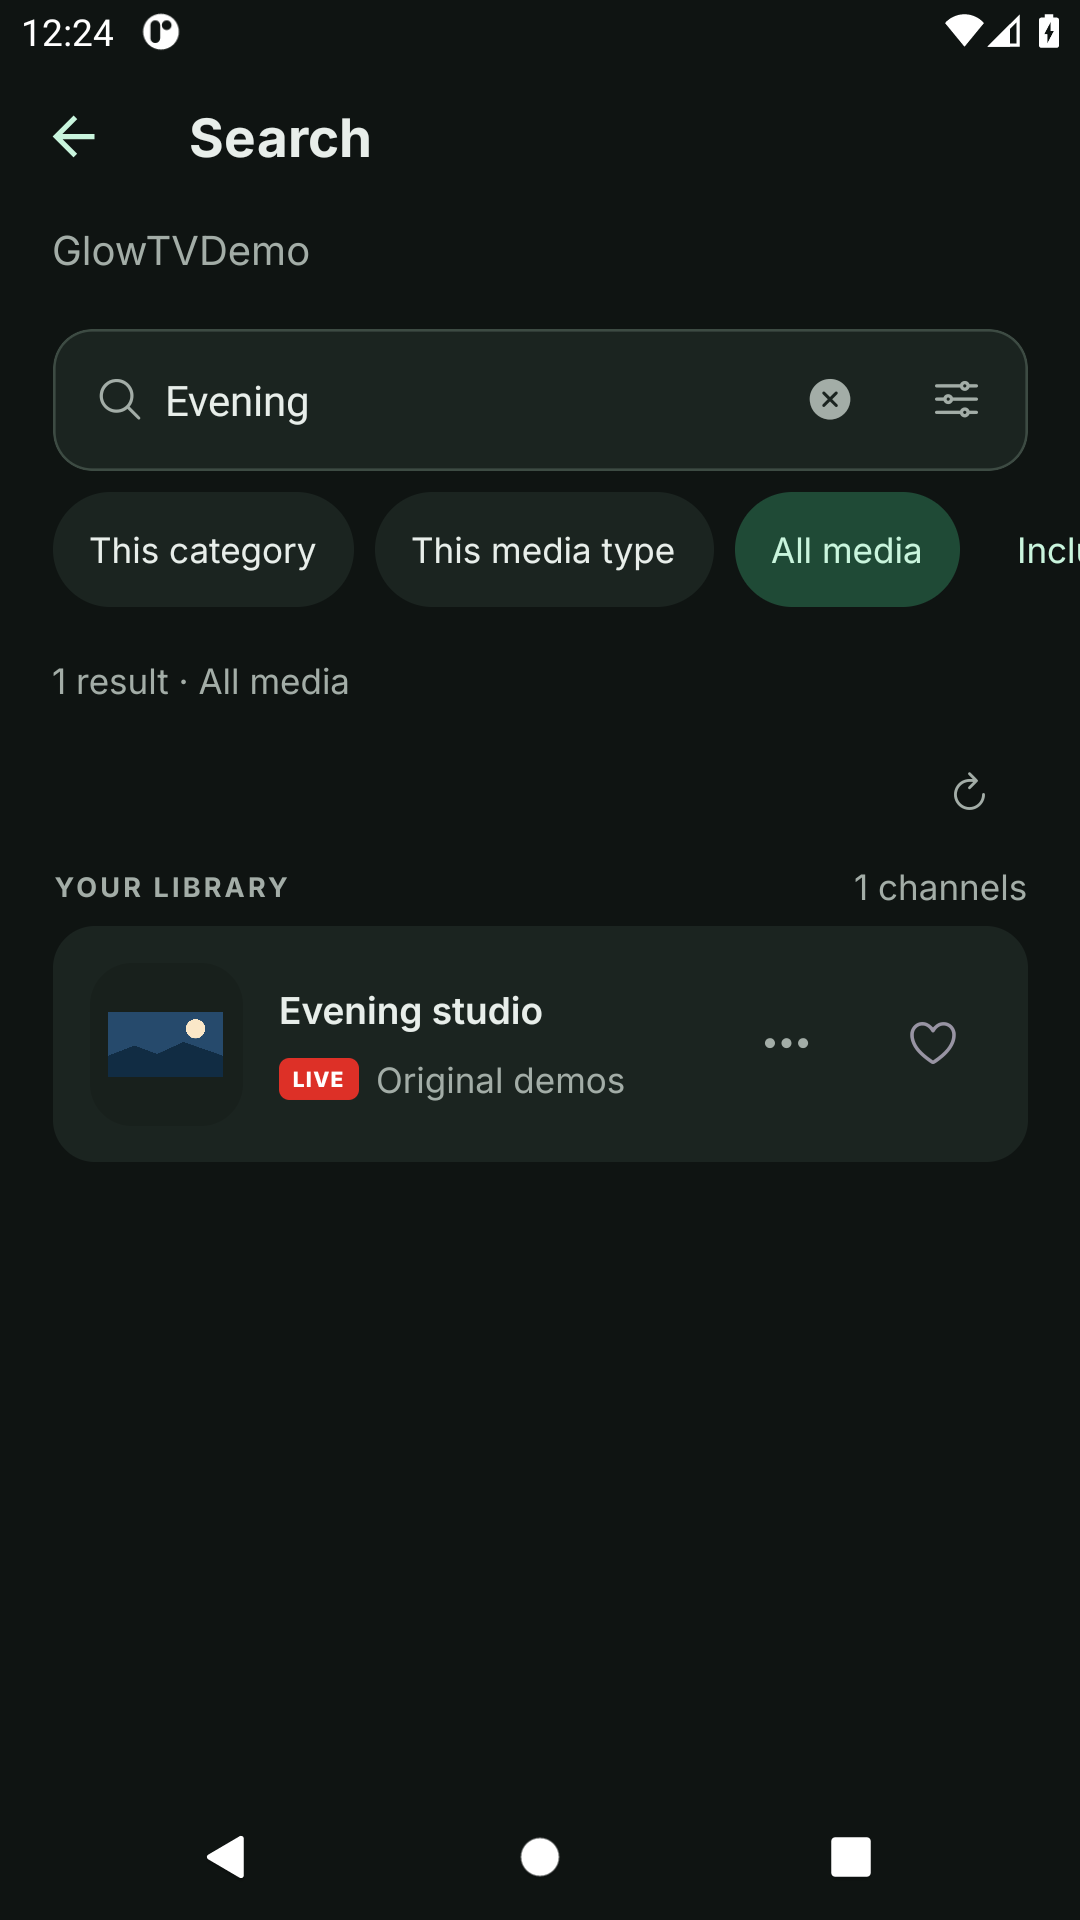 12:24
Search
GlowTVDemo
Evening
This category This media type All media Inclu
1 result · All media
YOUR LIBRARY 1 channels
Evening studio
LIVE Original demos